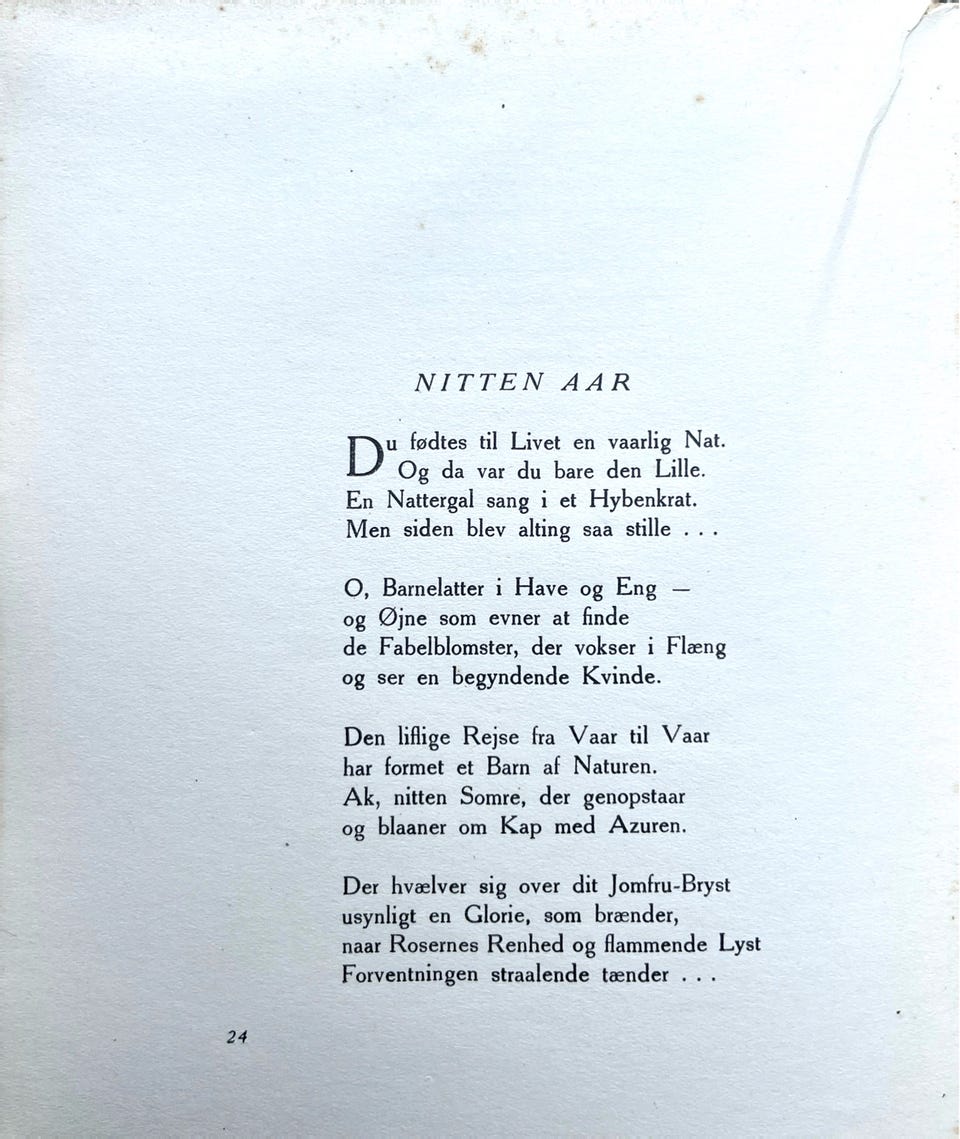 NITTEN AAR
Du fødtes til Livet en vaarlig Nat.
Og da var du bare den Lille.
En Nattergal sang i et Hybenkrat.
Men siden blev alting saa stille . . .
O, Barnelatter i Have og Eng —
og Øjne som evner at finde
de Fabelblomster, der vokser i Flæng
og ser en begyndende Kvinde.
Den liflige Rejse fra Vaar til Vaar
har formet et Barn af Naturen.
Ak, nitten Somre, der genopstaar
og blaaner om Kap med Azuren.
Der hvælver sig over dit Jomfru-Bryst
usynligt en Glorie, som brænder,
naar Rosernes Renhed og flammende Lyst
Forventningen straalende tænder . . .
24